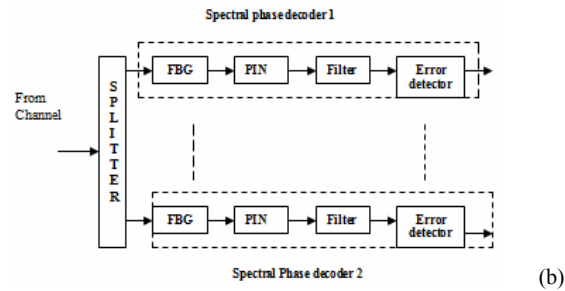 Spectral phase decoder 1
FBG PIN Filter Error detector
From Channel
SPLITTER
FBG PIN Filter Error detector
Spectral Phase decoder 2
(b)